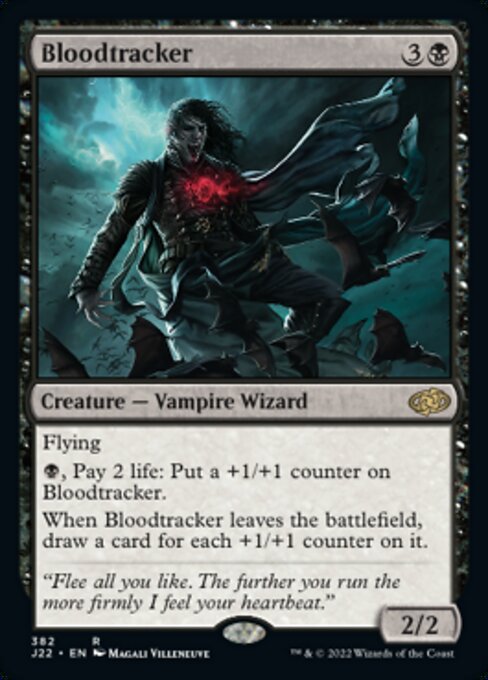 Bloodtracker 3
Creature — Vampire Wizard
Flying
, Pay 2 life: Put a +1/+1 counter on
Bloodtracker.
When Bloodtracker leaves the battlefield,
draw a card for each +1/+1 counter on it.
“Flee all you like. The further you run the
more firmly I feel your heartbeat.”
2/2
382 R
J22 • EN Magali Villeneuve ™ & © 2022 Wizards of the Coast